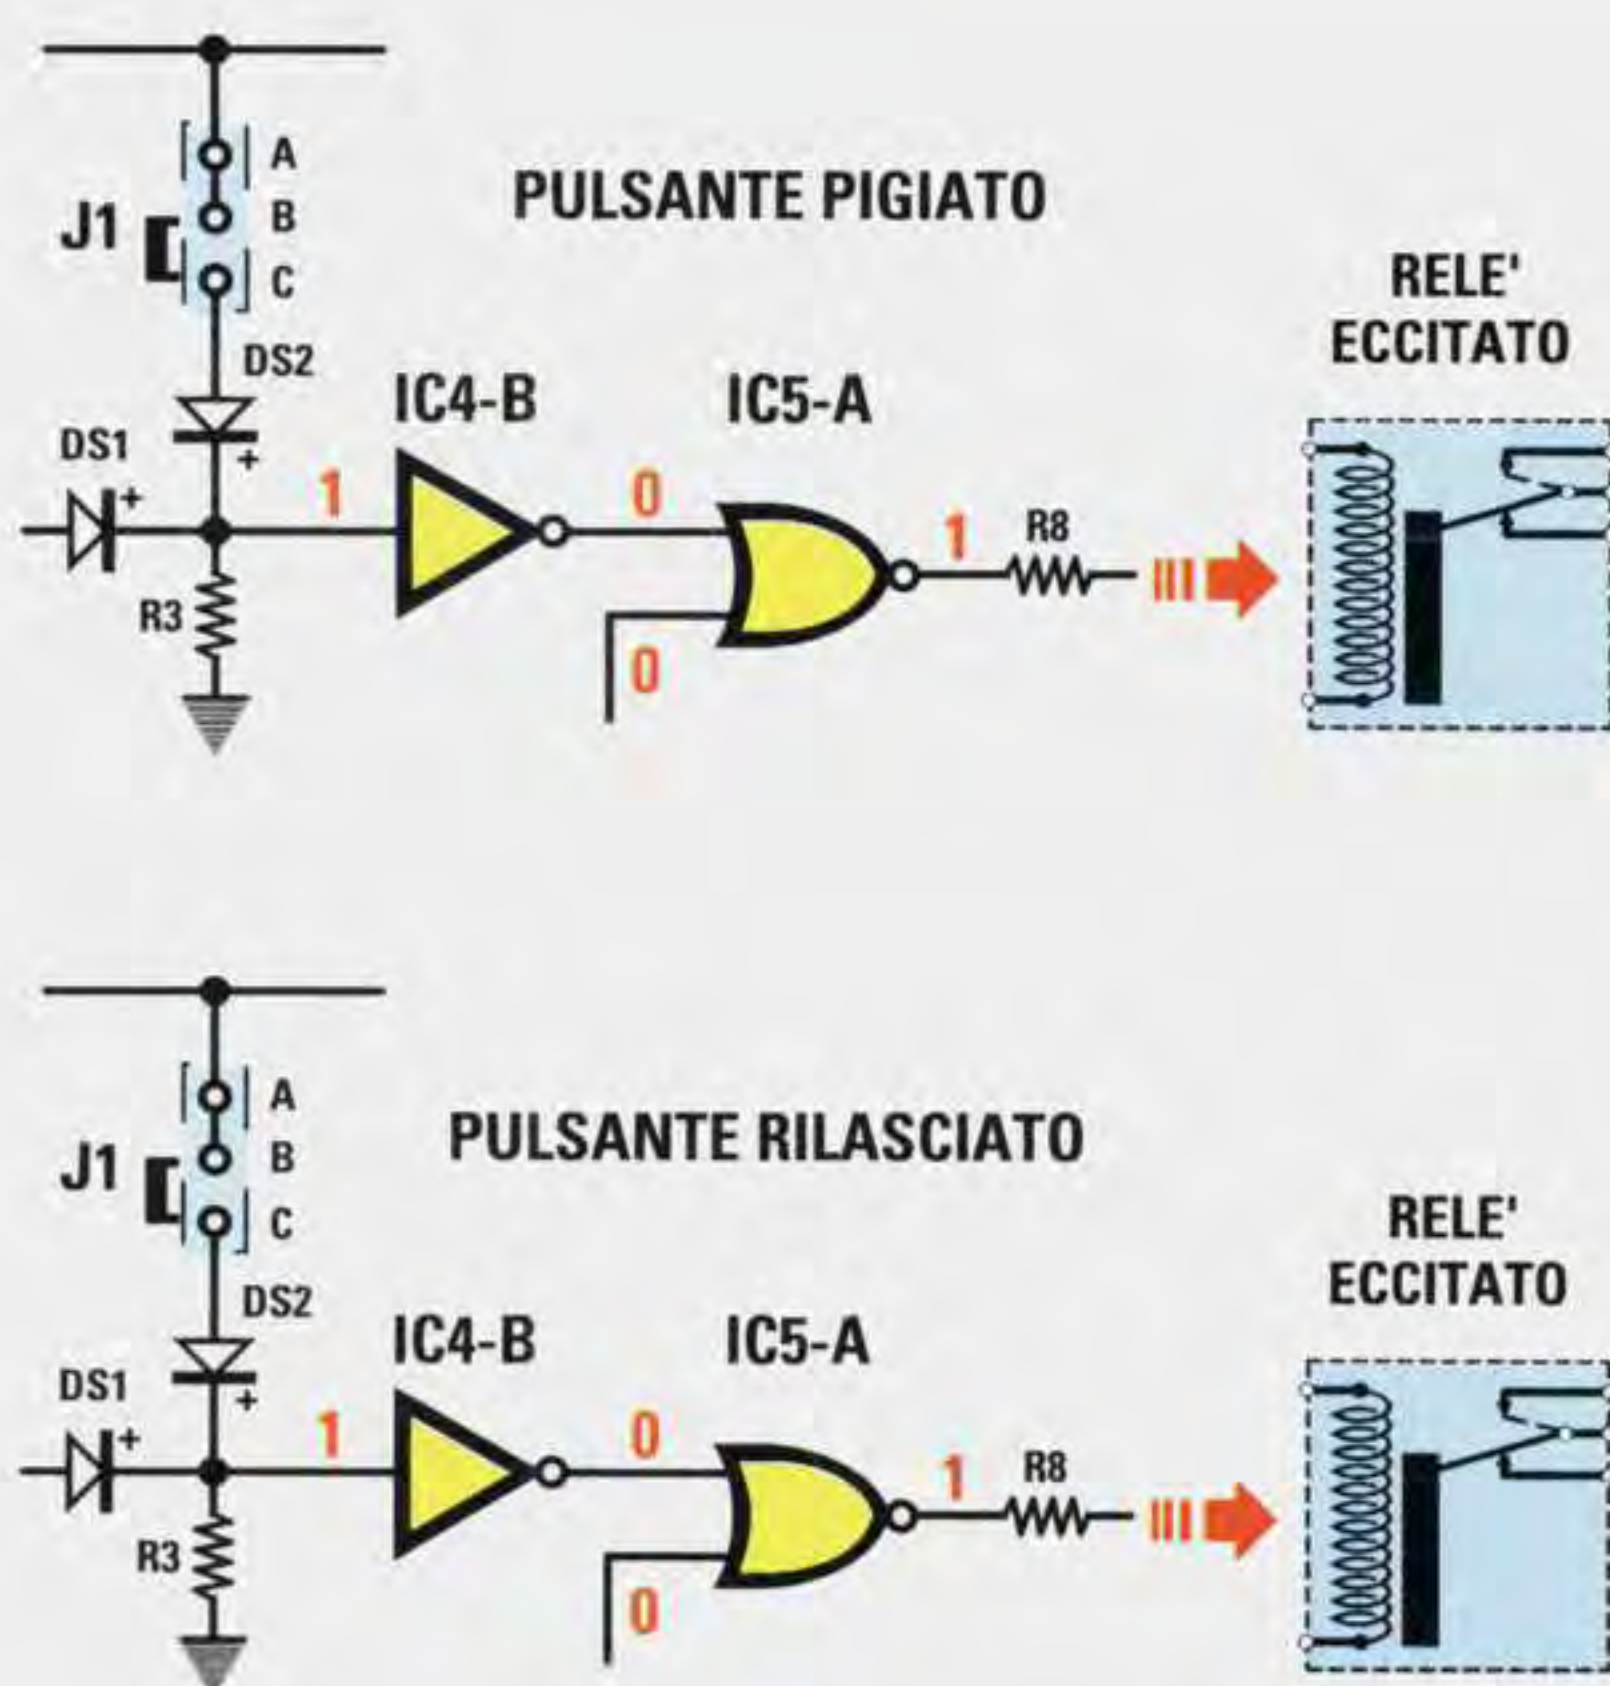 A
PULSANTE PIGIATO
J1
B
C
RELE'
ECCITATO
DS2
IC4-B
IC5-A
DS1
+
+
1
0
1
R8
R3
0
A
PULSANTE RILASCIATO
J1
B
C
RELE'
ECCITATO
DS2
IC4-B
IC5-A
DS1
+
+
1
0
1
R8
R3
0